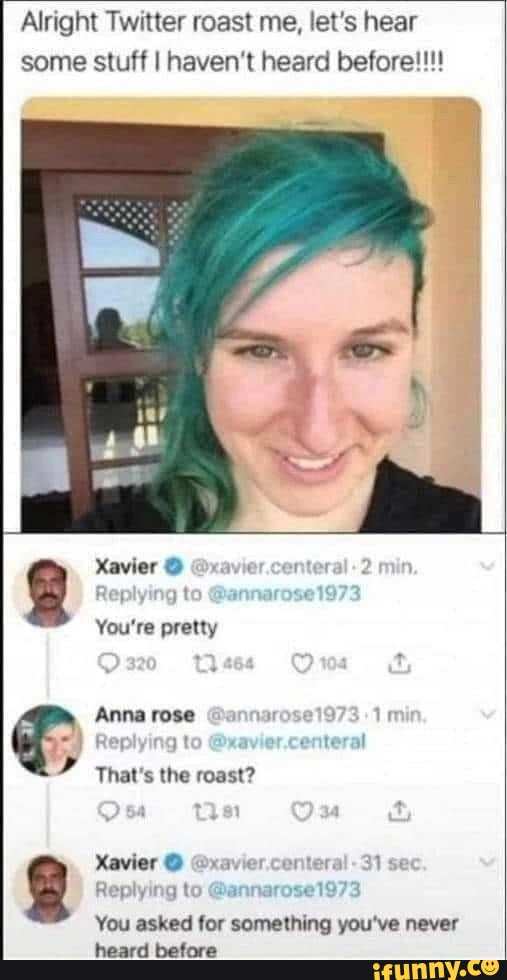 Alright Twitter roast me, let's hear
some stuff I haven't heard before!!!!
Xavier @xavier.centeral · 2 min.
Replying to @annarose1973
You're pretty
320 464 104
Anna rose @annarose1973 · 1 min.
Replying to @xavier.centeral
That's the roast?
54 81 34
Xavier @xavier.centeral · 31 sec.
Replying to @annarose1973
You asked for something you've never
heard before
ifunny.co